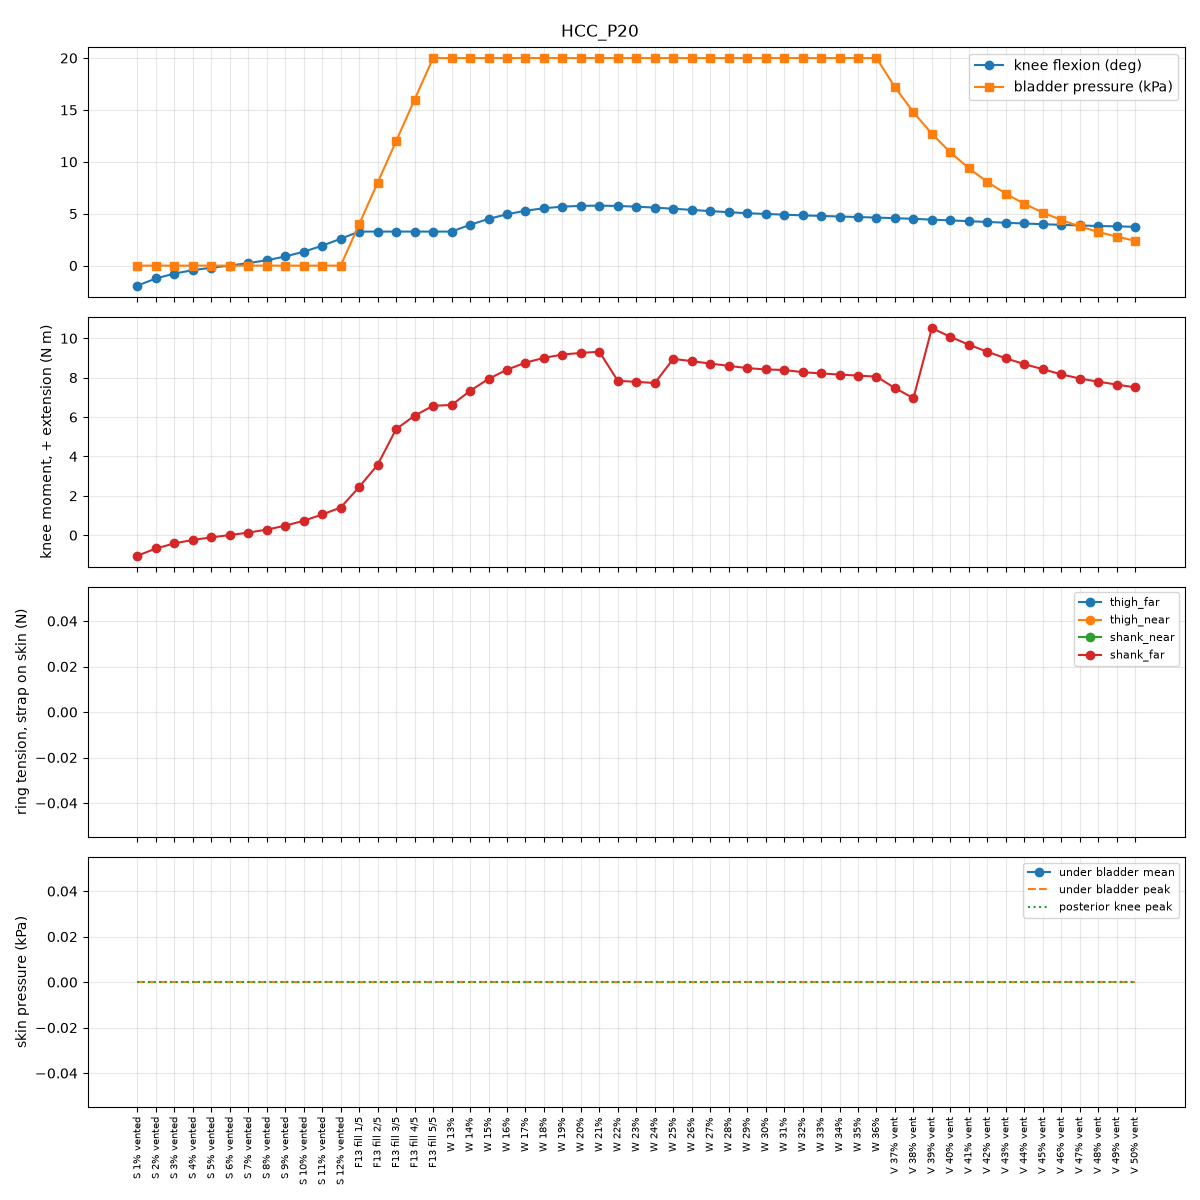 HCC_P20
20
15
10
5
0
knee flexion (deg)
bladder pressure (kPa)
knee moment, + extension (N m)
10
8
6
4
2
0
ring tension, strap on skin (N)
0.04
0.02
0.00
−0.02
−0.04
thigh_far
thigh_near
shank_near
shank_far
skin pressure (kPa)
0.04
0.02
0.00
−0.02
−0.04
under bladder mean
under bladder peak
posterior knee peak
S 1% vented
S 2% vented
S 3% vented
S 4% vented
S 5% vented
S 6% vented
S 7% vented
S 8% vented
S 9% vented
S 10% vented
S 11% vented
S 12% vented
F13 fill 1/5
F13 fill 2/5
F13 fill 3/5
F13 fill 4/5
F13 fill 5/5
W 13%
W 14%
W 15%
W 16%
W 17%
W 18%
W 19%
W 20%
W 21%
W 22%
W 23%
W 24%
W 25%
W 26%
W 27%
W 28%
W 29%
W 30%
W 31%
W 32%
W 33%
W 34%
W 35%
W 36%
V 37% vent
V 38% vent
V 39% vent
V 40% vent
V 41% vent
V 42% vent
V 43% vent
V 44% vent
V 45% vent
V 46% vent
V 47% vent
V 48% vent
V 49% vent
V 50% vent